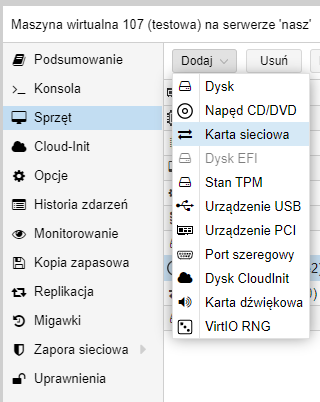 Maszyna wirtualna 107 (testowa) na serwerze 'nasz'
Podsumowanie
Konsola
Sprzęt
Cloud-Init
Opcje
Historia zdarzeń
Monitorowanie
Kopia zapasowa
Replikacja
Migawki
Zapora sieciowa
Uprawnienia
Dodaj
Usuń
Dysk
Napęd CD/DVD
Karta sieciowa
Dysk EFI
Stan TPM
Urządzenie USB
Urządzenie PCI
Port szeregowy
Dysk CloudInit
Karta dźwiękowa
VirtIO RNG